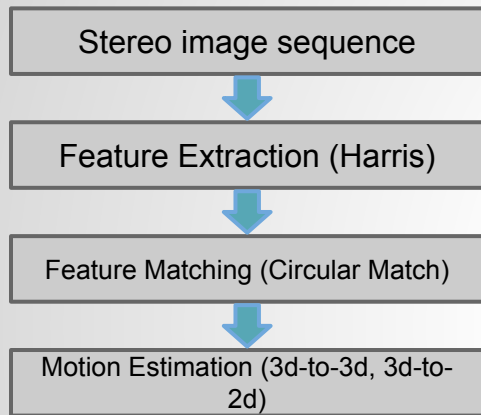 Stereo image sequence
Feature Extraction (Harris)
Feature Matching (Circular Match)
Motion Estimation (3d-to-3d, 3d-to-
2d)